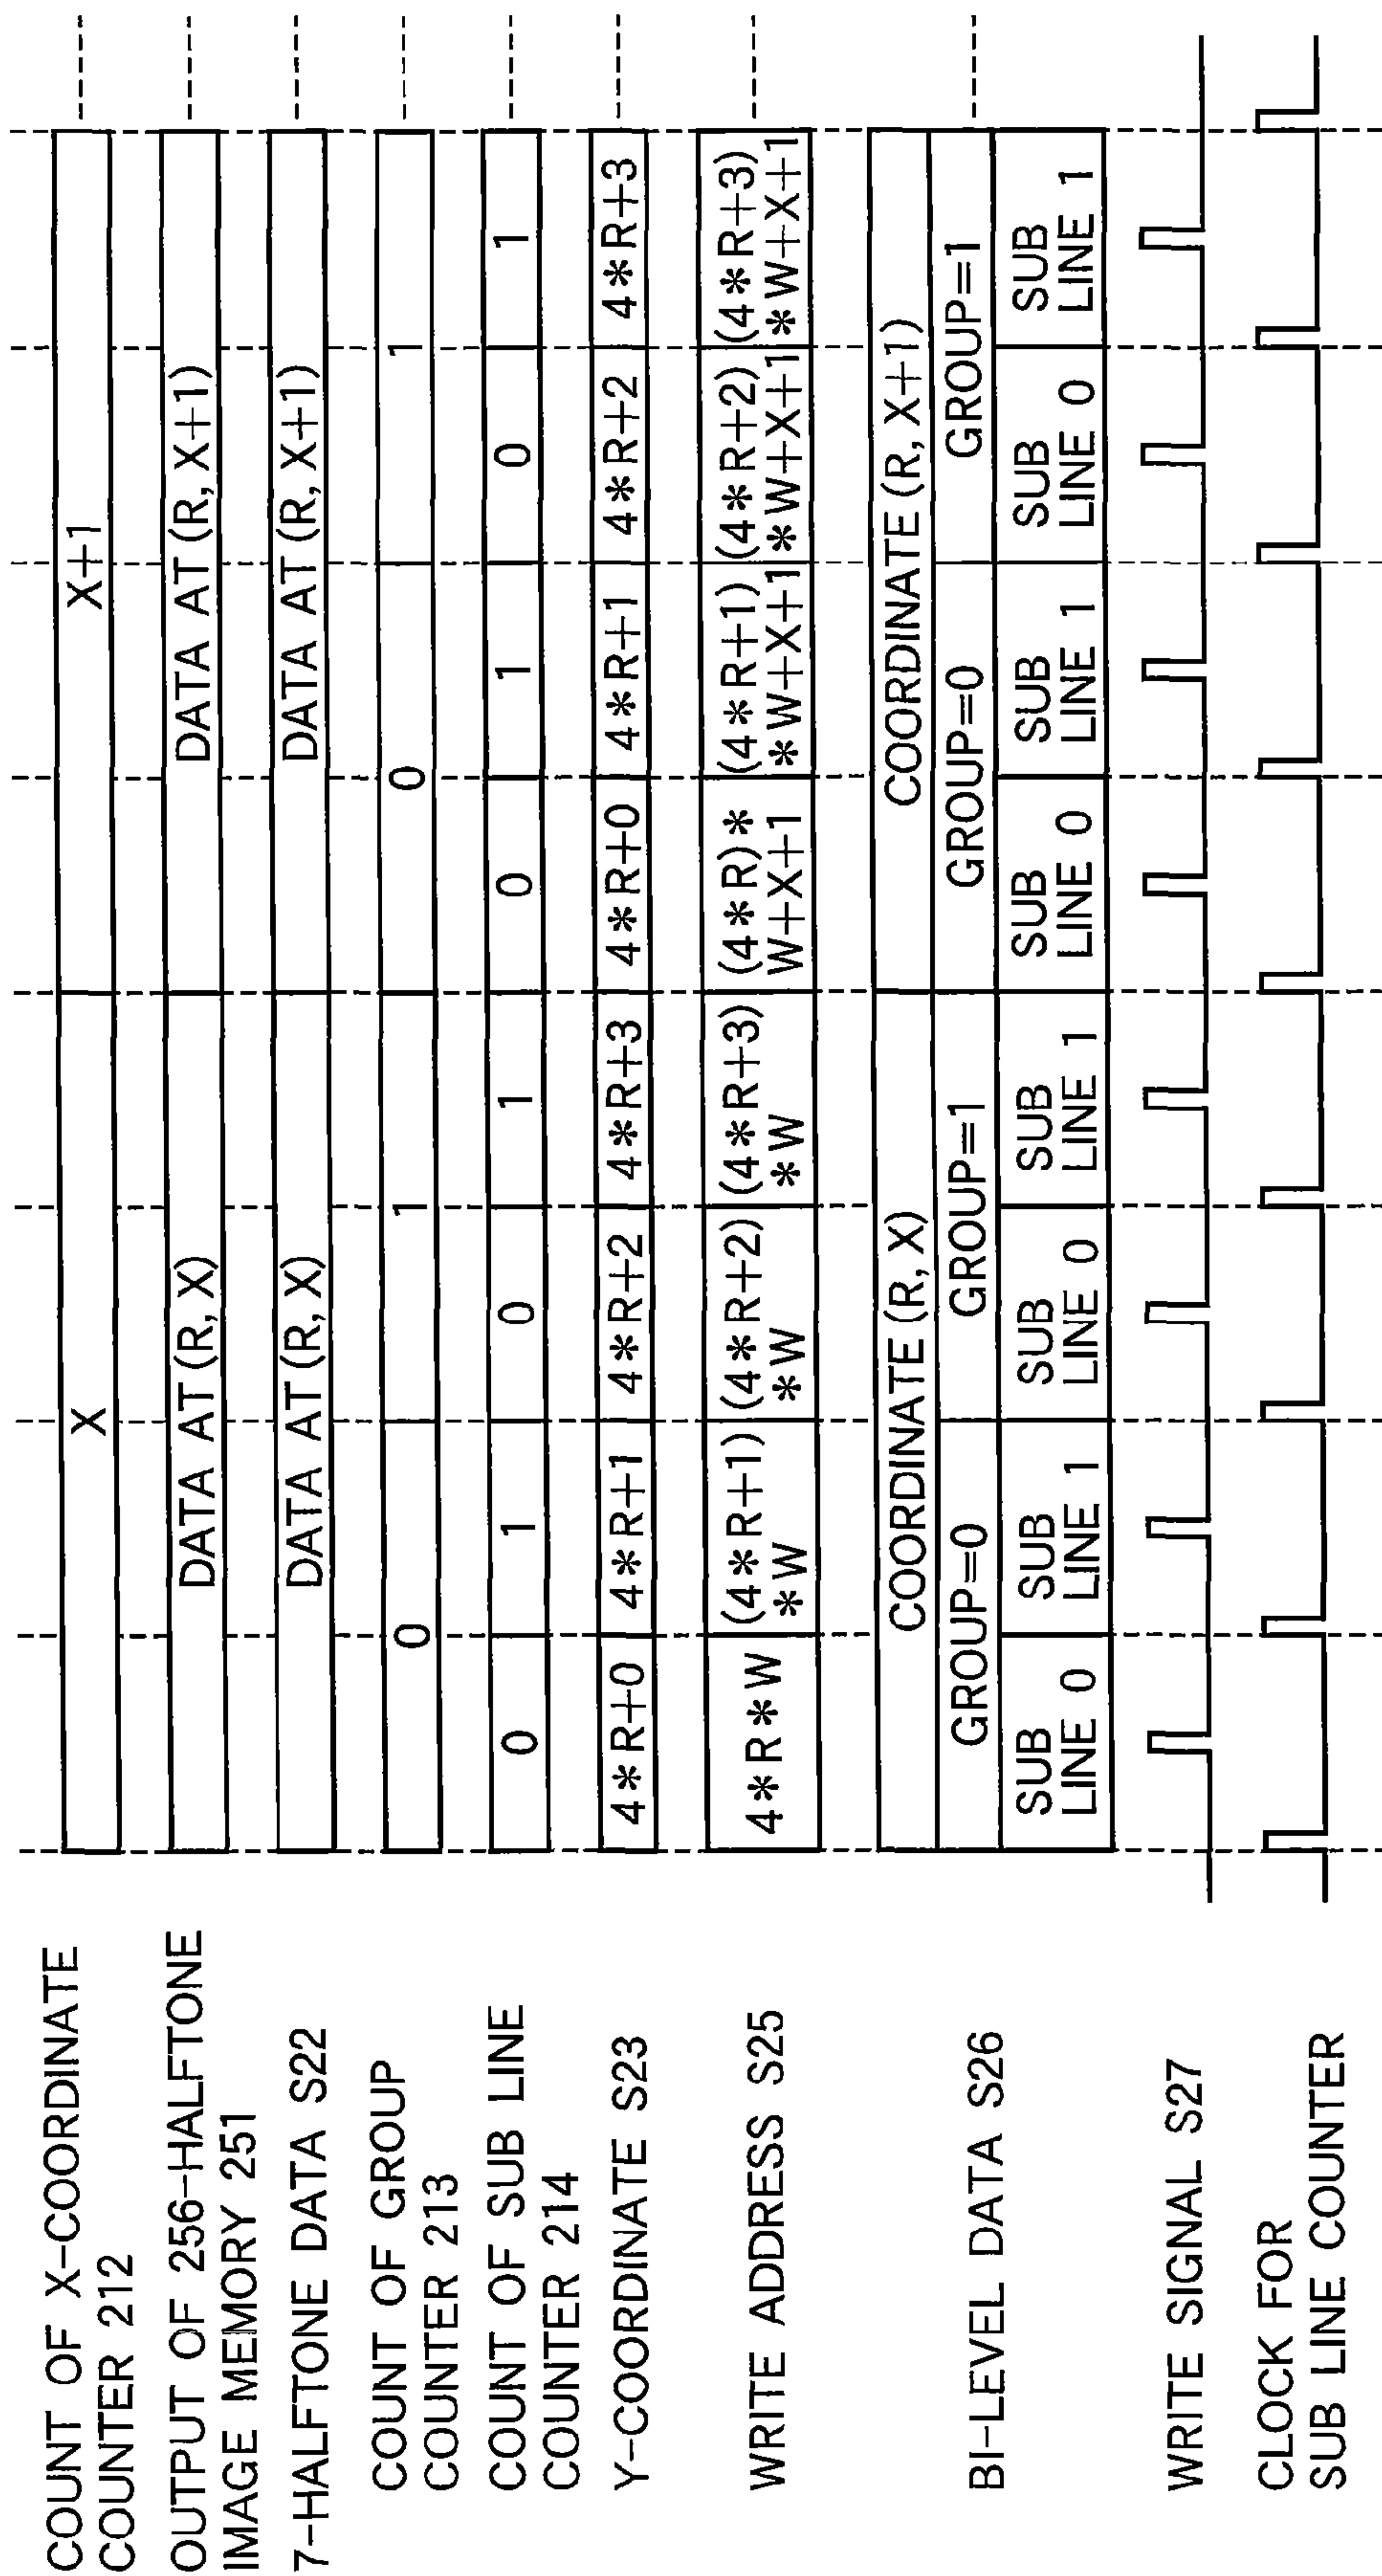 COUNT OF X-COORDINATE
COUNTER 212
X
X+1
OUTPUT OF 256-HALFTONE
IMAGE MEMORY 251
DATA AT (R, X)
DATA AT (R, X+1)
7-HALFTONE DATA S22
DATA AT (R, X)
DATA AT (R, X+1)
COUNT OF GROUP
COUNTER 213
0
1
0
1
COUNT OF SUB LINE
COUNTER 214
0
1
0
1
0
1
0
1
Y-COORDINATE S23
4*R+0
4*R+1
4*R+2
4*R+3
4*R+0
4*R+1
4*R+2
4*R+3
WRITE ADDRESS S25
4*R*W
(4*R+1)
*W
(4*R+2)
*W
(4*R+3)
*W
(4*R)*
W+X+1
(4*R+1)
*W+X+1
(4*R+2)
*W+X+1
(4*R+3)
*W+X+1
BI-LEVEL DATA S26
COORDINATE (R, X)
COORDINATE (R, X+1)
GROUP=0
GROUP=1
GROUP=0
GROUP=1
SUB
LINE 0
SUB
LINE 1
SUB
LINE 0
SUB
LINE 1
SUB
LINE 0
SUB
LINE 1
SUB
LINE 0
SUB
LINE 1
WRITE SIGNAL S27
CLOCK FOR
SUB LINE COUNTER